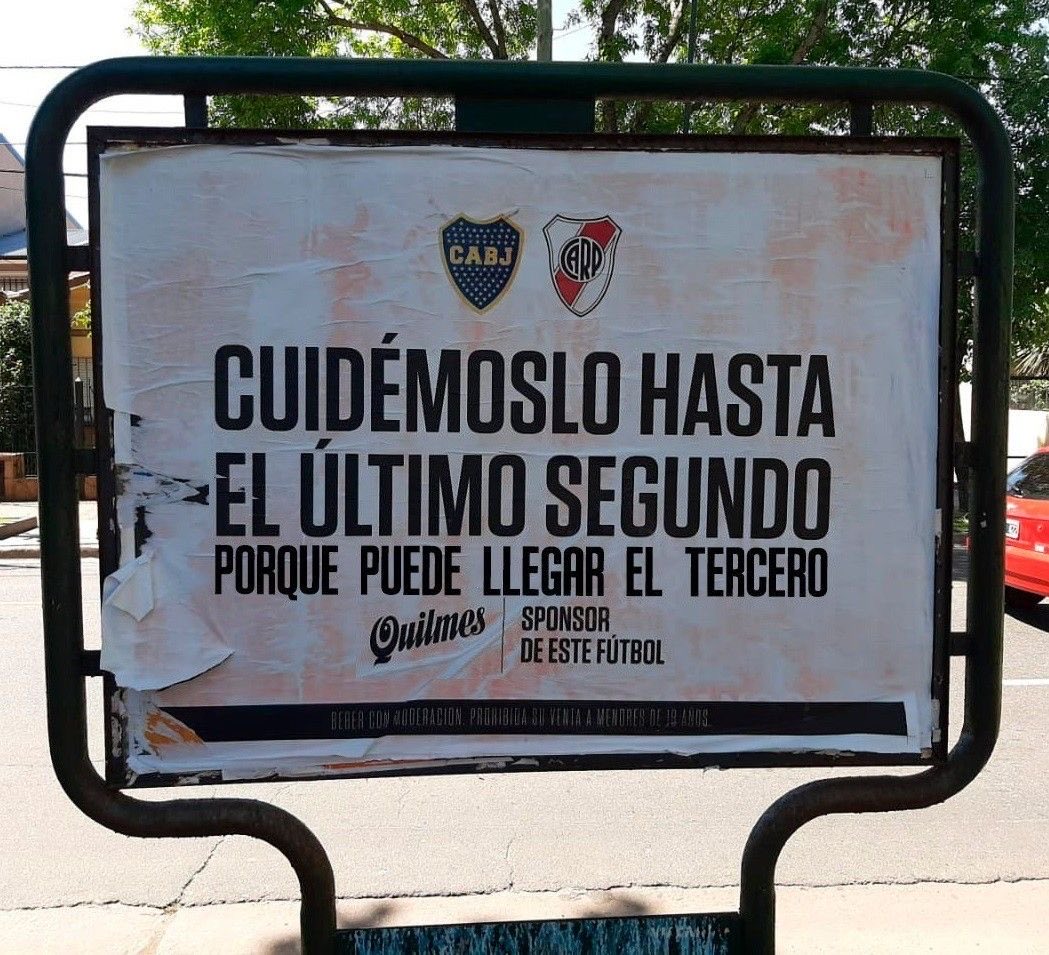 CABJ
CARP
CUIDÉMOSLO HASTA
EL ÚLTIMO SEGUNDO
PORQUE PUEDE LLEGAR EL TERCERO
Quilmes
SPONSOR
DE ESTE FÚTBOL
BEBER CON MODERACIÓN. PROHIBIDA SU VENTA A MENORES DE 18 AÑOS.